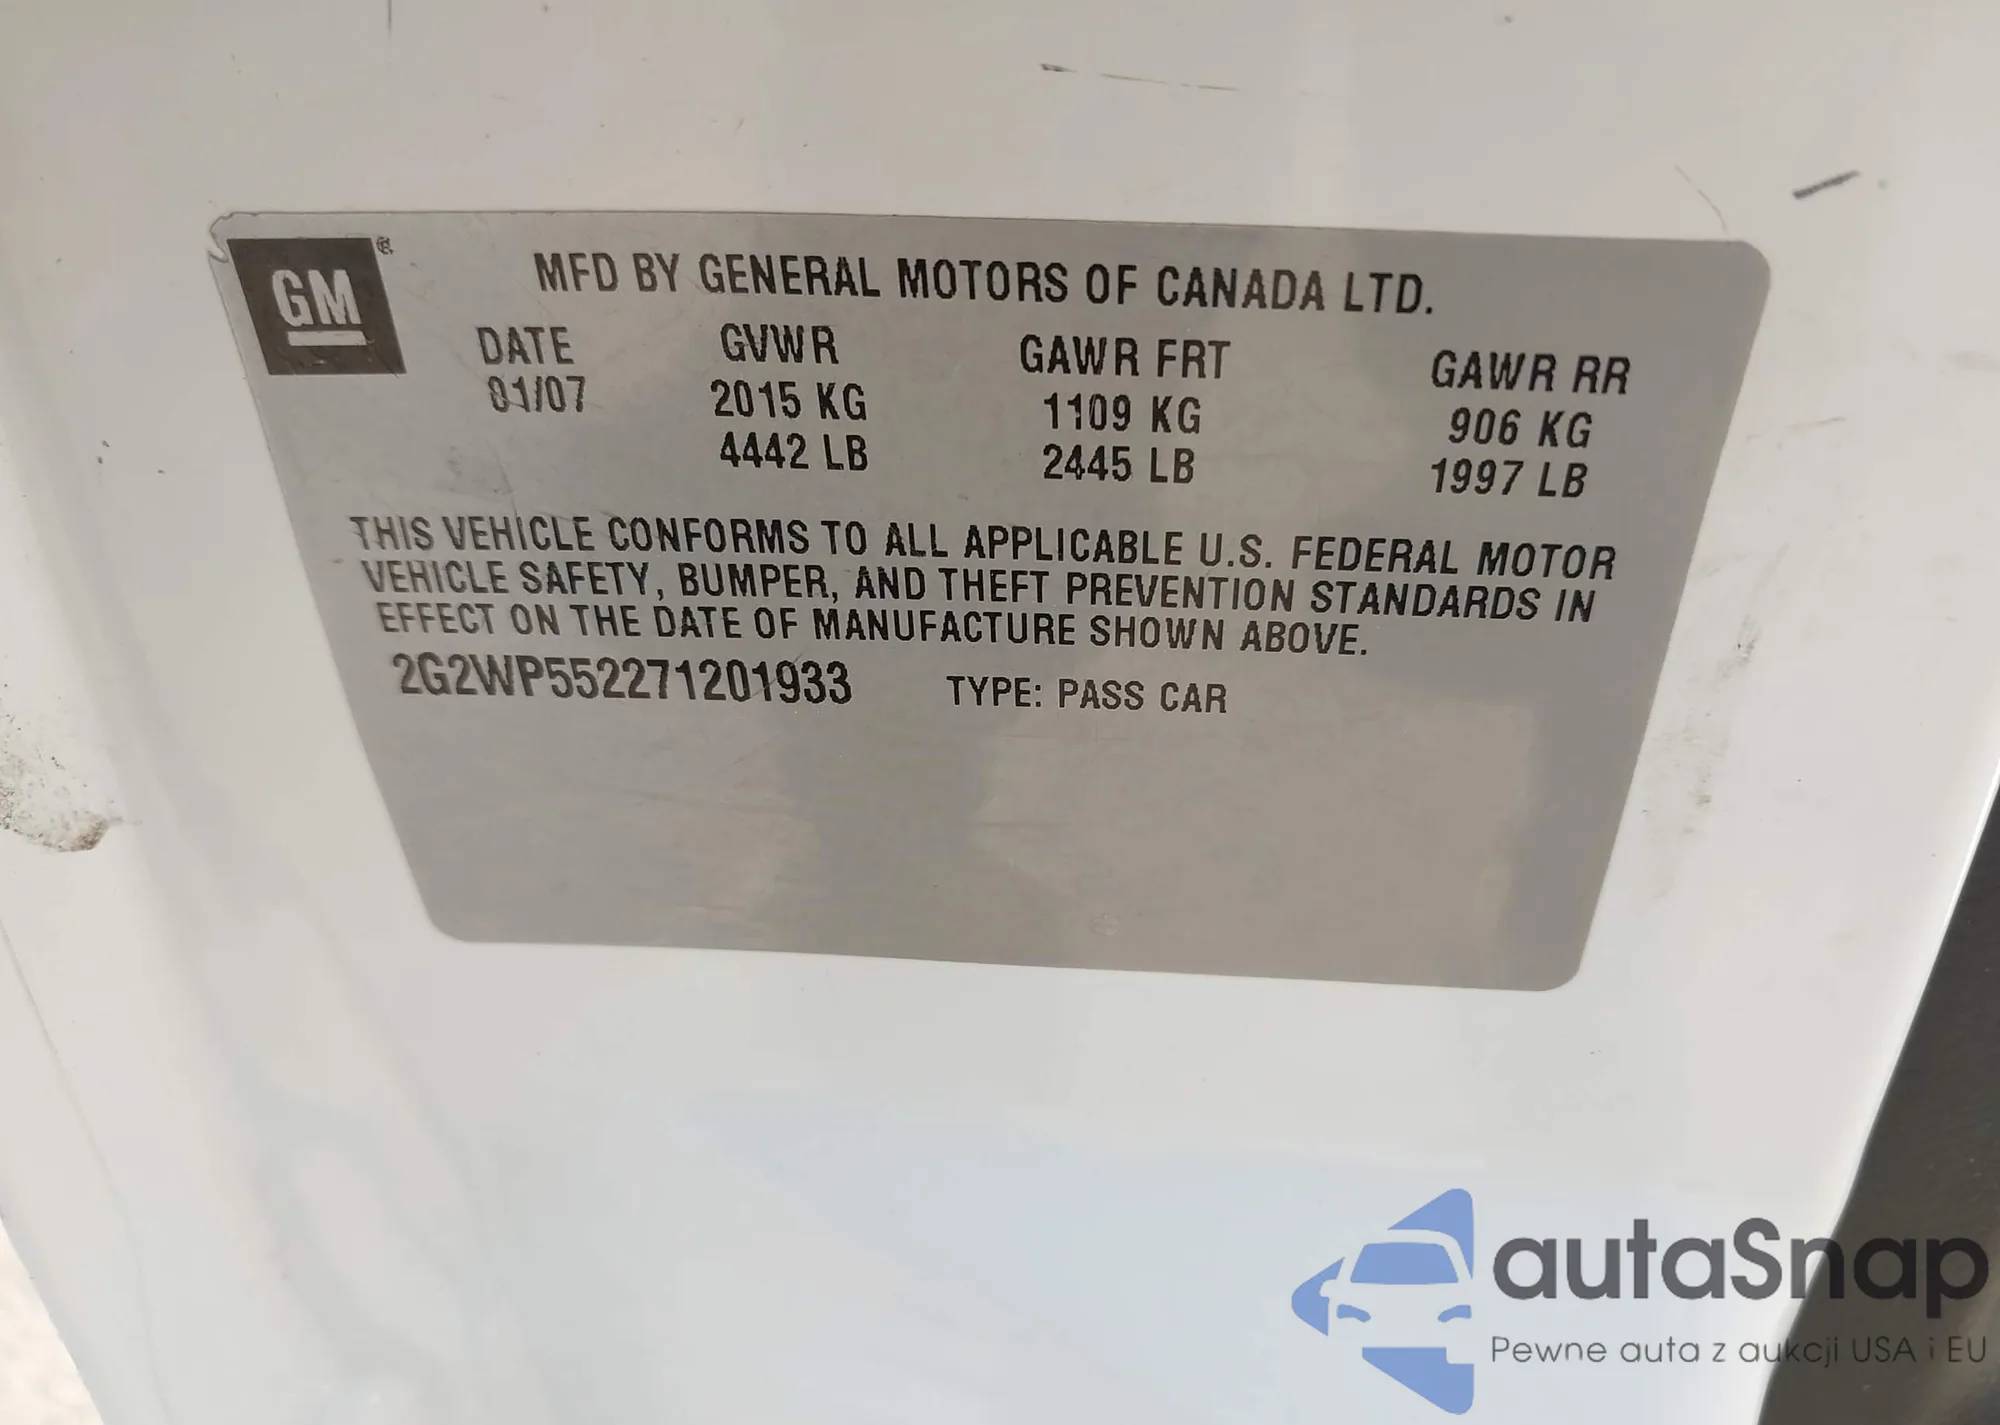 GM ®
MFD BY GENERAL MOTORS OF CANADA LTD.
DATE GVWR GAWR FRT GAWR RR
01/07 2015 KG 1109 KG 906 KG
4442 LB 2445 LB 1997 LB
THIS VEHICLE CONFORMS TO ALL APPLICABLE U.S. FEDERAL MOTOR
VEHICLE SAFETY, BUMPER, AND THEFT PREVENTION STANDARDS IN
EFFECT ON THE DATE OF MANUFACTURE SHOWN ABOVE.
2G2WP552271201933 TYPE: PASS CAR
autaSnap
Pewne auta z aukcji USA i EU